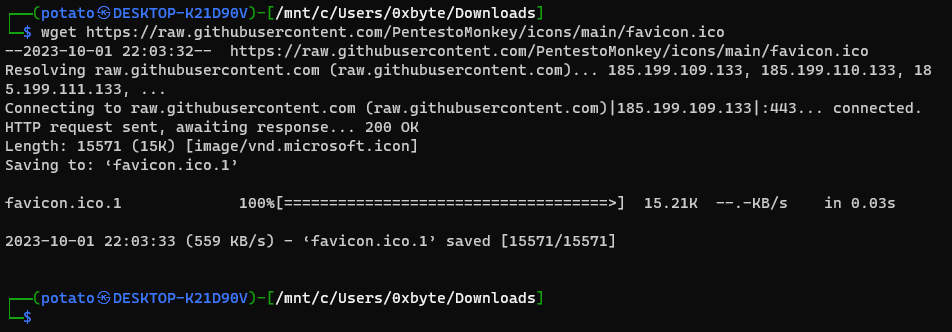 ┌──(potato㉿DESKTOP-K21D90V)-[/mnt/c/Users/0xbyte/Downloads]
└─$ wget https://raw.githubusercontent.com/PentestoMonkey/icons/main/favicon.ico
--2023-10-01 22:03:32--  https://raw.githubusercontent.com/PentestoMonkey/icons/main/favicon.ico
Resolving raw.githubusercontent.com (raw.githubusercontent.com)... 185.199.109.133, 185.199.110.133, 18
5.199.111.133, ...
Connecting to raw.githubusercontent.com (raw.githubusercontent.com)|185.199.109.133|:443... connected.
HTTP request sent, awaiting response... 200 OK
Length: 15571 (15K) [image/vnd.microsoft.icon]
Saving to: ‘favicon.ico.1’
favicon.ico.1             100%[====================================>]  15.21K  --.-KB/s    in 0.03s
2023-10-01 22:03:33 (559 KB/s) - ‘favicon.ico.1’ saved [15571/15571]
┌──(potato㉿DESKTOP-K21D90V)-[/mnt/c/Users/0xbyte/Downloads]
└─$